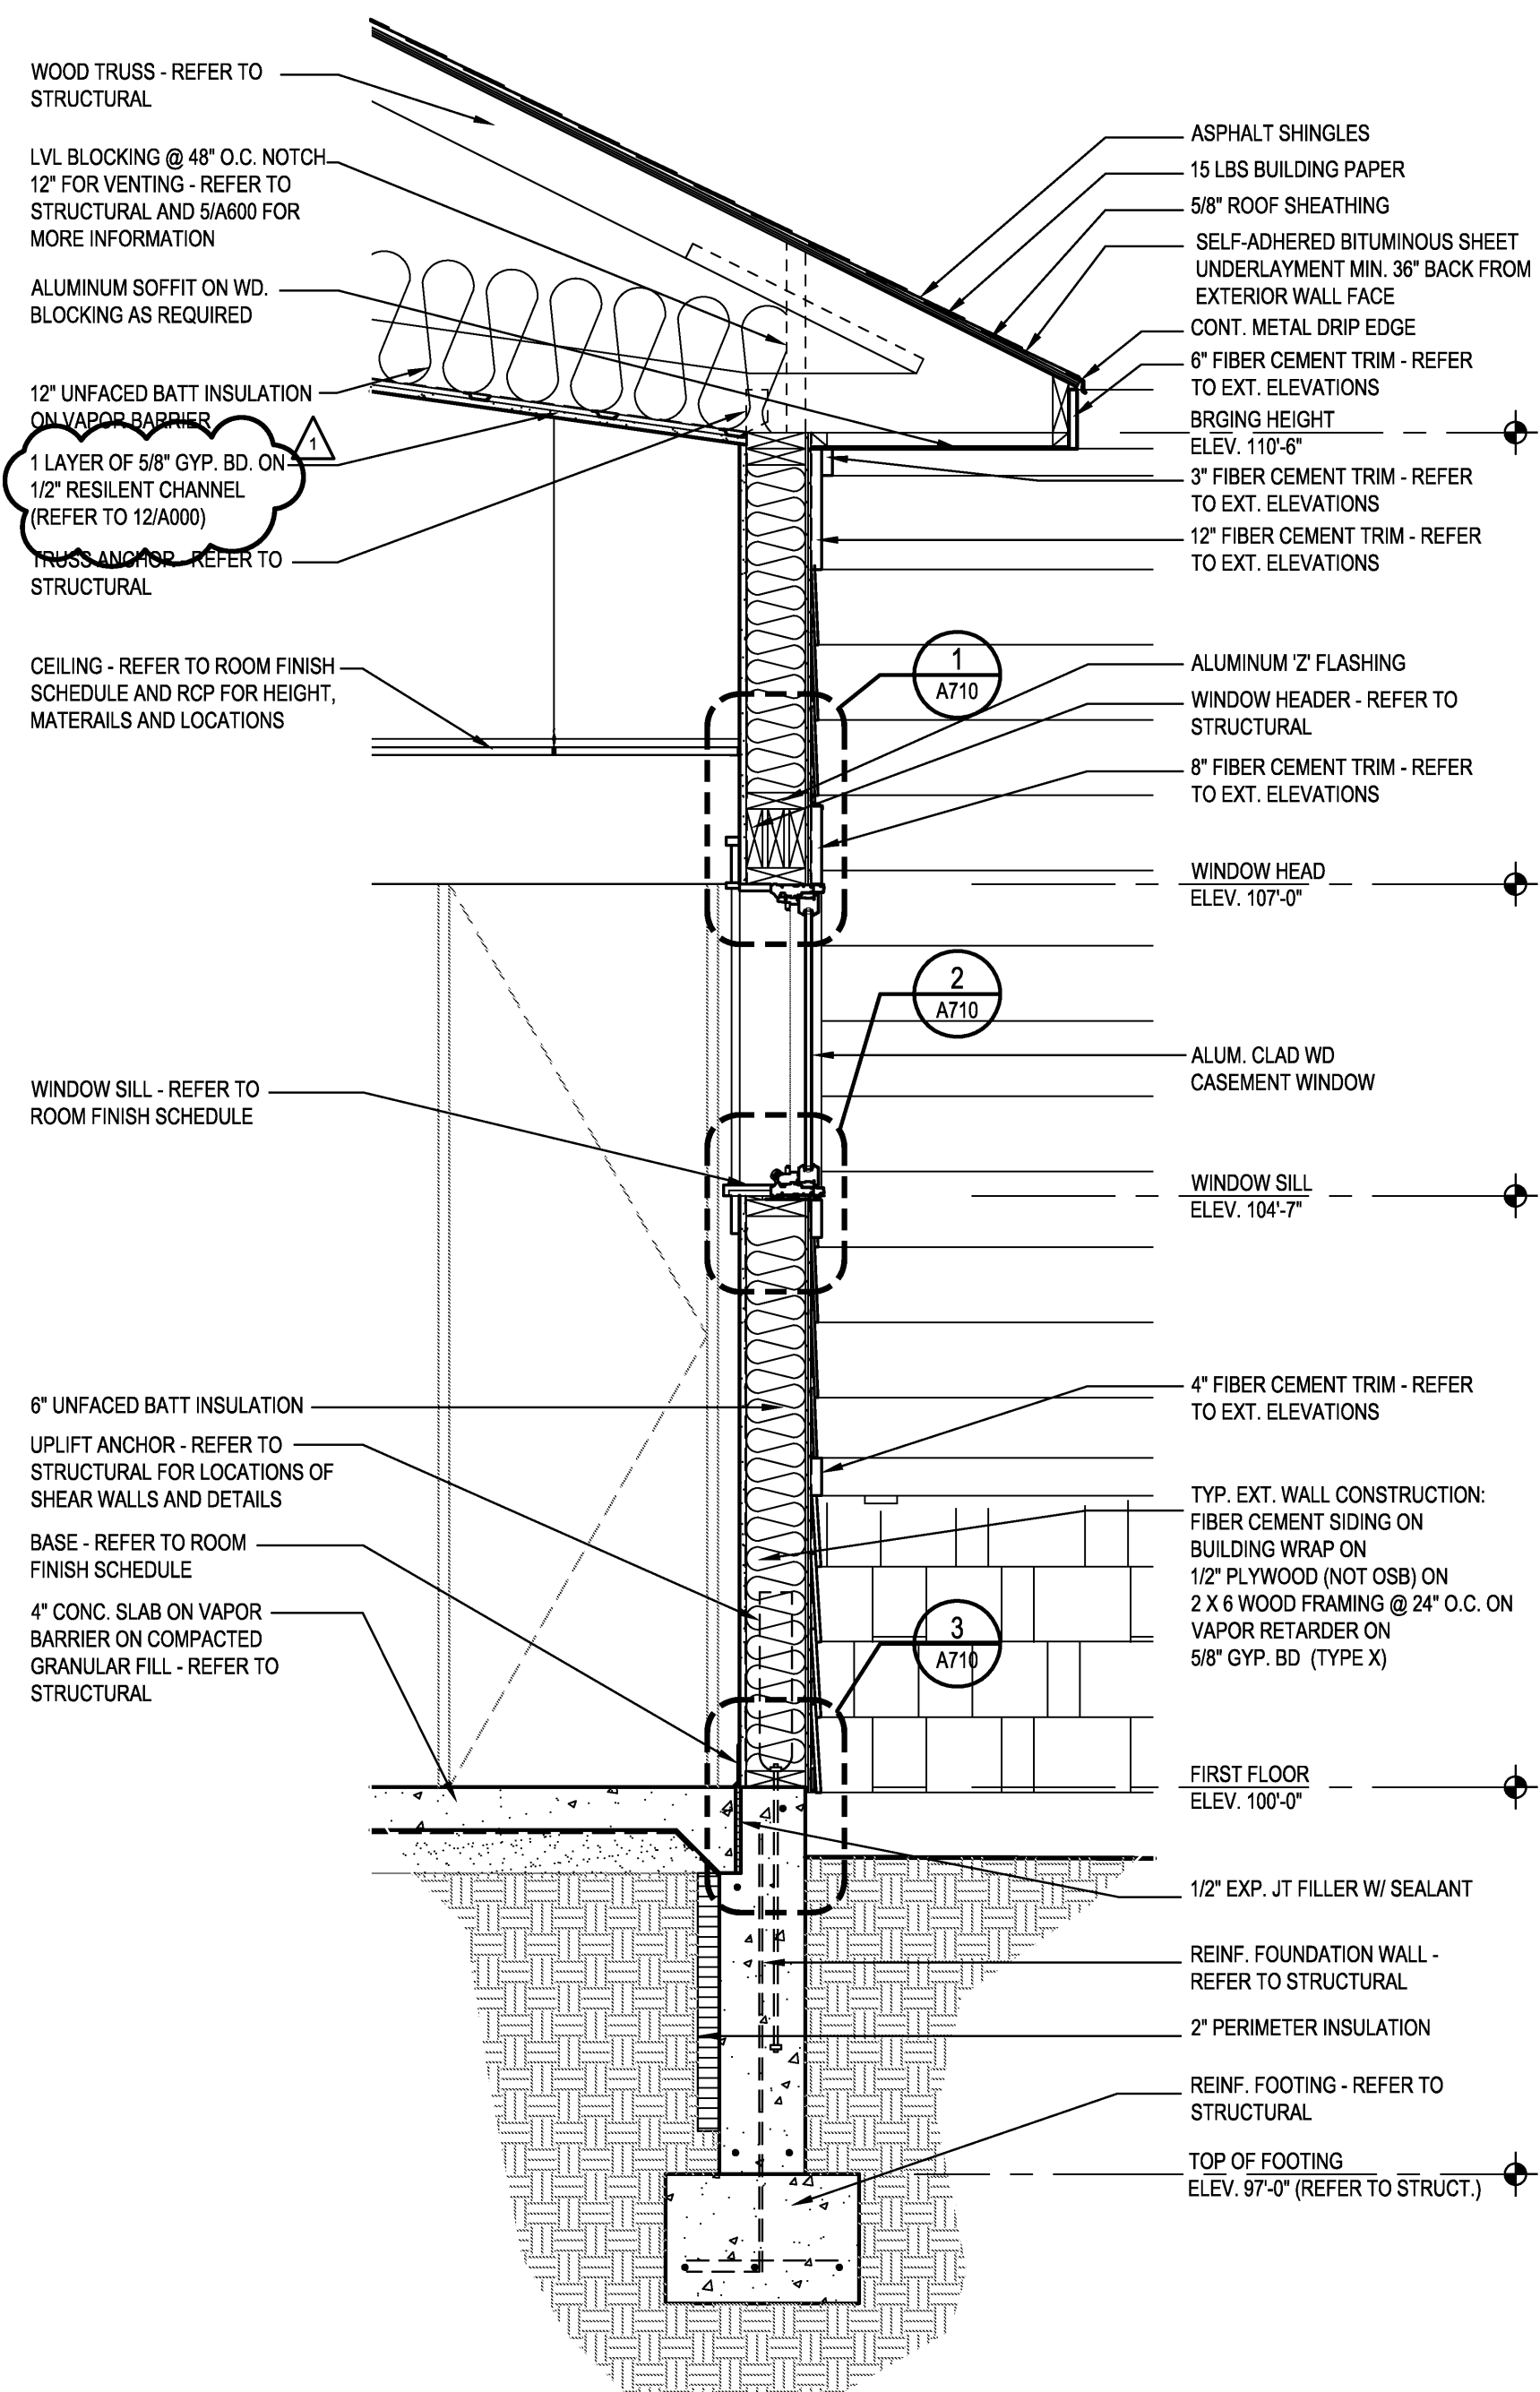 WOOD TRUSS - REFER TO
STRUCTURAL
LVL BLOCKING @ 48" O.C. NOTCH
12" FOR VENTING - REFER TO
STRUCTURAL AND 5/A600 FOR
MORE INFORMATION
ALUMINUM SOFFIT ON WD.
BLOCKING AS REQUIRED
12" UNFACED BATT INSULATION
ON VAPOR BARRIER
1
1 LAYER OF 5/8" GYP. BD. ON
1/2" RESILENT CHANNEL
(REFER TO 12/A000)
TRUSS ANCHOR - REFER TO
STRUCTURAL
CEILING - REFER TO ROOM FINISH
SCHEDULE AND RCP FOR HEIGHT,
MATERAILS AND LOCATIONS
WINDOW SILL - REFER TO
ROOM FINISH SCHEDULE
6" UNFACED BATT INSULATION
UPLIFT ANCHOR - REFER TO
STRUCTURAL FOR LOCATIONS OF
SHEAR WALLS AND DETAILS
BASE - REFER TO ROOM
FINISH SCHEDULE
4" CONC. SLAB ON VAPOR
BARRIER ON COMPACTED
GRANULAR FILL - REFER TO
STRUCTURAL
1
A710
2
A710
3
A710
ASPHALT SHINGLES
15 LBS BUILDING PAPER
5/8" ROOF SHEATHING
SELF-ADHERED BITUMINOUS SHEET
UNDERLAYMENT MIN. 36" BACK FROM
EXTERIOR WALL FACE
CONT. METAL DRIP EDGE
6" FIBER CEMENT TRIM - REFER
TO EXT. ELEVATIONS
BRGING HEIGHT
ELEV. 110'-6"
3" FIBER CEMENT TRIM - REFER
TO EXT. ELEVATIONS
12" FIBER CEMENT TRIM - REFER
TO EXT. ELEVATIONS
ALUMINUM 'Z' FLASHING
WINDOW HEADER - REFER TO
STRUCTURAL
8" FIBER CEMENT TRIM - REFER
TO EXT. ELEVATIONS
WINDOW HEAD
ELEV. 107'-0"
ALUM. CLAD WD
CASEMENT WINDOW
WINDOW SILL
ELEV. 104'-7"
4" FIBER CEMENT TRIM - REFER
TO EXT. ELEVATIONS
TYP. EXT. WALL CONSTRUCTION:
FIBER CEMENT SIDING ON
BUILDING WRAP ON
1/2" PLYWOOD (NOT OSB) ON
2 X 6 WOOD FRAMING @ 24" O.C. ON
VAPOR RETARDER ON
5/8" GYP. BD (TYPE X)
FIRST FLOOR
ELEV. 100'-0"
1/2" EXP. JT FILLER W/ SEALANT
REINF. FOUNDATION WALL -
REFER TO STRUCTURAL
2" PERIMETER INSULATION
REINF. FOOTING - REFER TO
STRUCTURAL
TOP OF FOOTING
ELEV. 97'-0" (REFER TO STRUCT.)